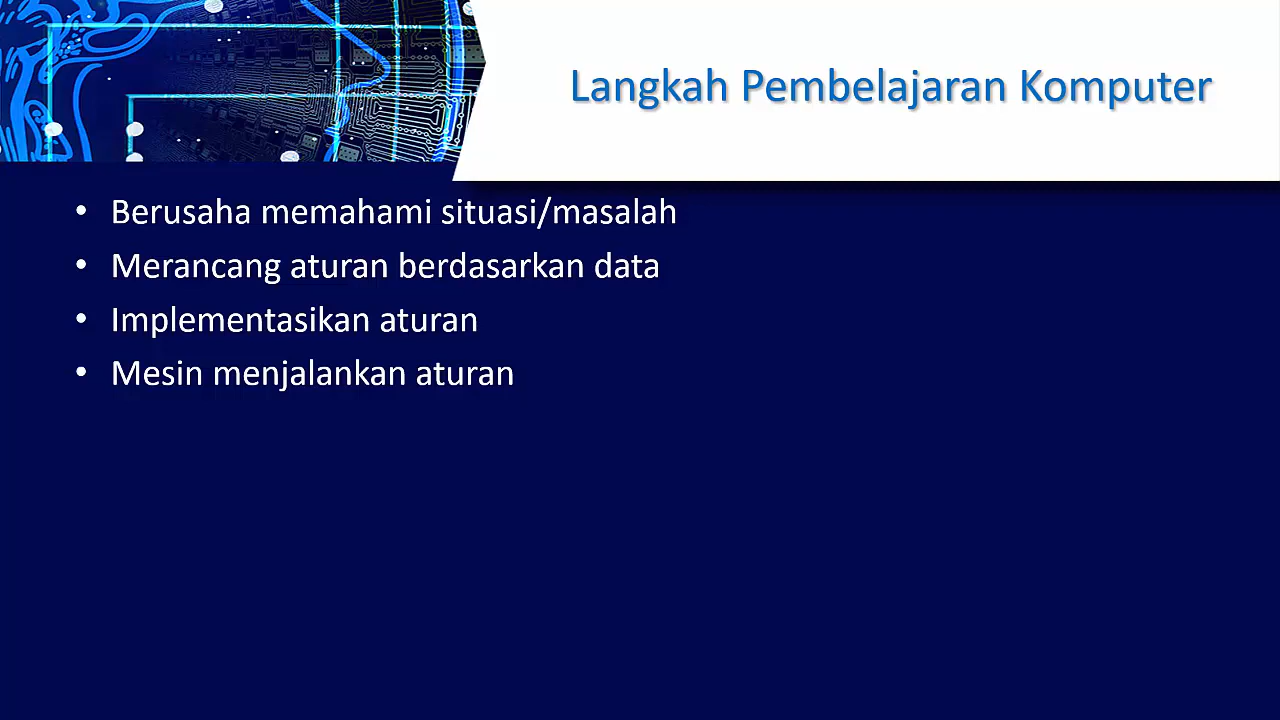 Langkah Pembelajaran Komputer
• Berusaha memahami situasi/masalah
• Merancang aturan berdasarkan data
• Implementasikan aturan
• Mesin menjalankan aturan